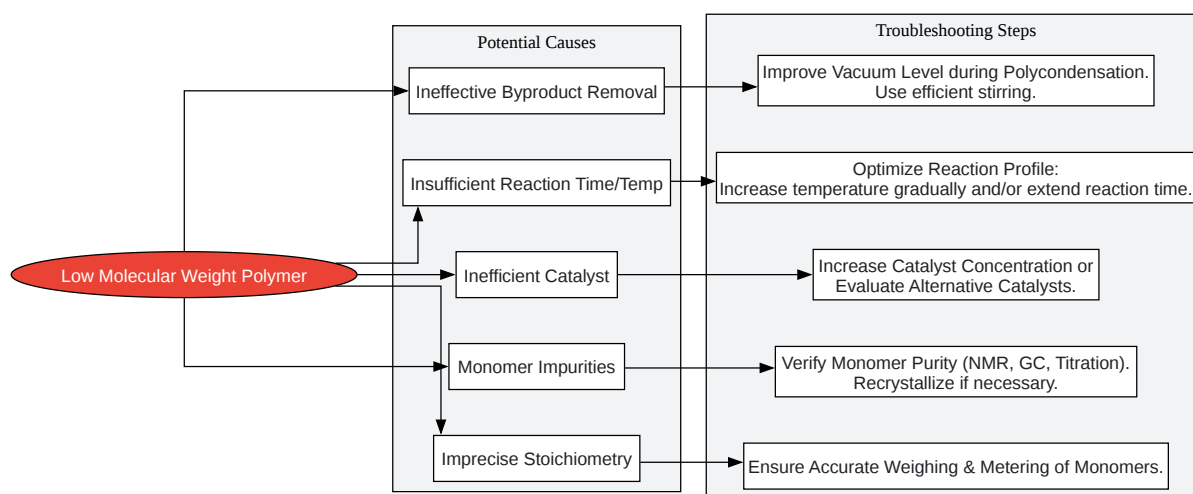 Potential Causes
Troubleshooting Steps
Ineffective Byproduct Removal
Improve Vacuum Level during Polycondensation.
Use efficient stirring.
Insufficient Reaction Time/Temp
Optimize Reaction Profile:
Increase temperature gradually and/or extend reaction time.
Low Molecular Weight Polymer
Inefficient Catalyst
Increase Catalyst Concentration or
Evaluate Alternative Catalysts.
Monomer Impurities
Verify Monomer Purity (NMR, GC, Titration).
Recrystallize if necessary.
Imprecise Stoichiometry
Ensure Accurate Weighing & Metering of Monomers.